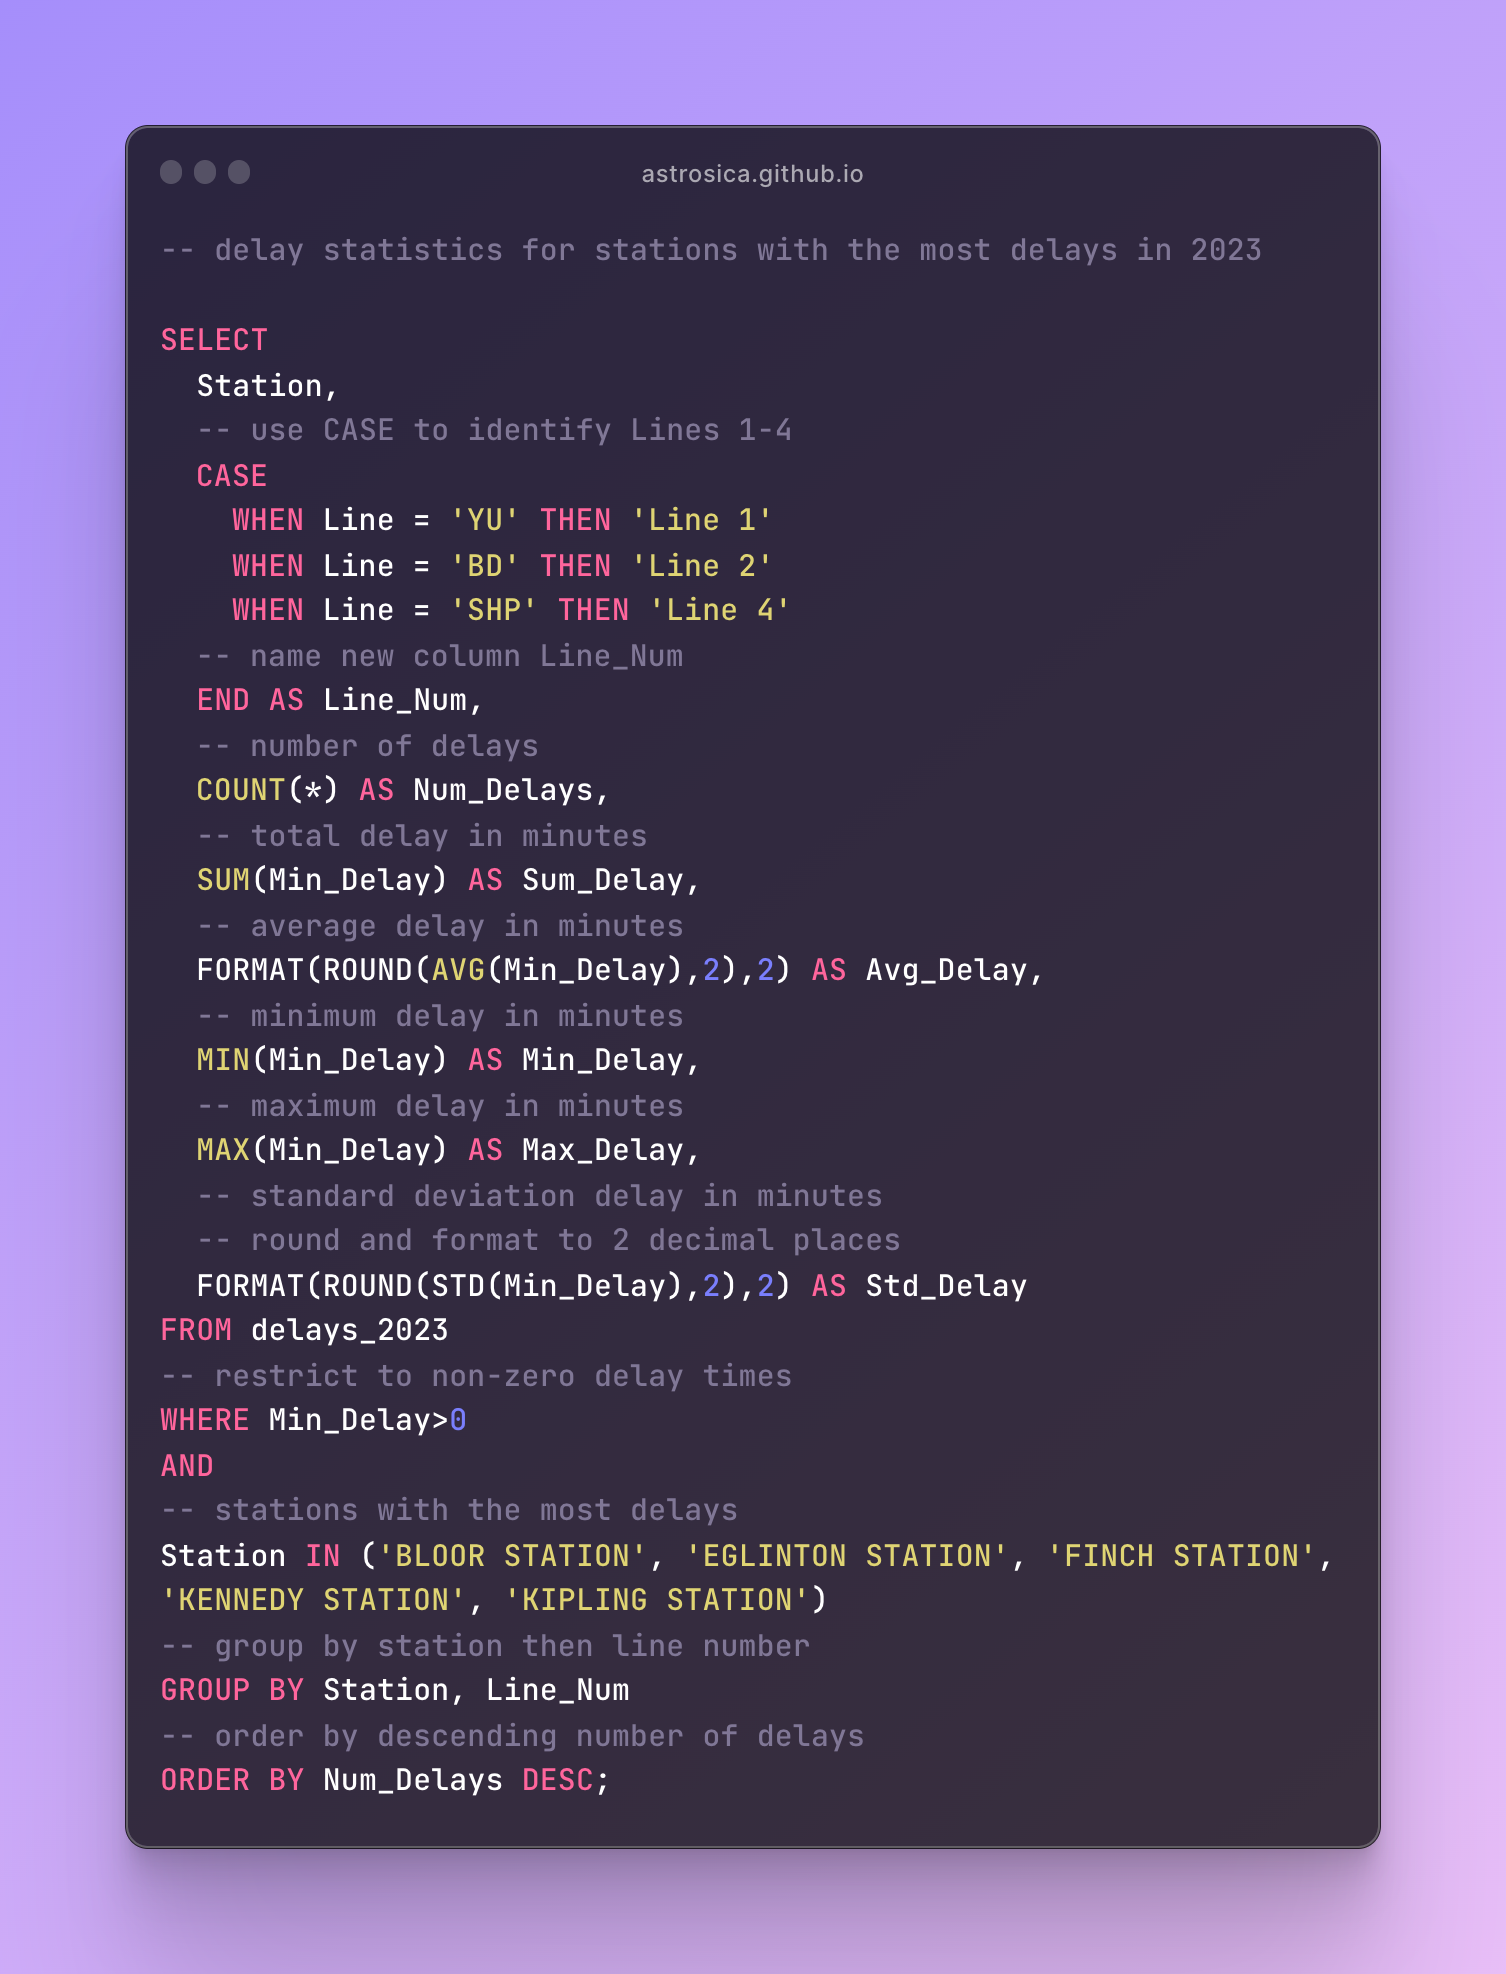 astrosica.github.io
-- delay statistics for stations with the most delays in 2023
SELECT
  Station,
  -- use CASE to identify Lines 1-4
  CASE
    WHEN Line = 'YU' THEN 'Line 1'
    WHEN Line = 'BD' THEN 'Line 2'
    WHEN Line = 'SHP' THEN 'Line 4'
  -- name new column Line_Num
  END AS Line_Num,
  -- number of delays
  COUNT(*) AS Num_Delays,
  -- total delay in minutes
  SUM(Min_Delay) AS Sum_Delay,
  -- average delay in minutes
  FORMAT(ROUND(AVG(Min_Delay),2),2) AS Avg_Delay,
  -- minimum delay in minutes
  MIN(Min_Delay) AS Min_Delay,
  -- maximum delay in minutes
  MAX(Min_Delay) AS Max_Delay,
  -- standard deviation delay in minutes
  -- round and format to 2 decimal places
  FORMAT(ROUND(STD(Min_Delay),2),2) AS Std_Delay
FROM delays_2023
-- restrict to non-zero delay times
WHERE Min_Delay>0
AND
-- stations with the most delays
Station IN ('BLOOR STATION', 'EGLINTON STATION', 'FINCH STATION',
'KENNEDY STATION', 'KIPLING STATION')
-- group by station then line number
GROUP BY Station, Line_Num
-- order by descending number of delays
ORDER BY Num_Delays DESC;